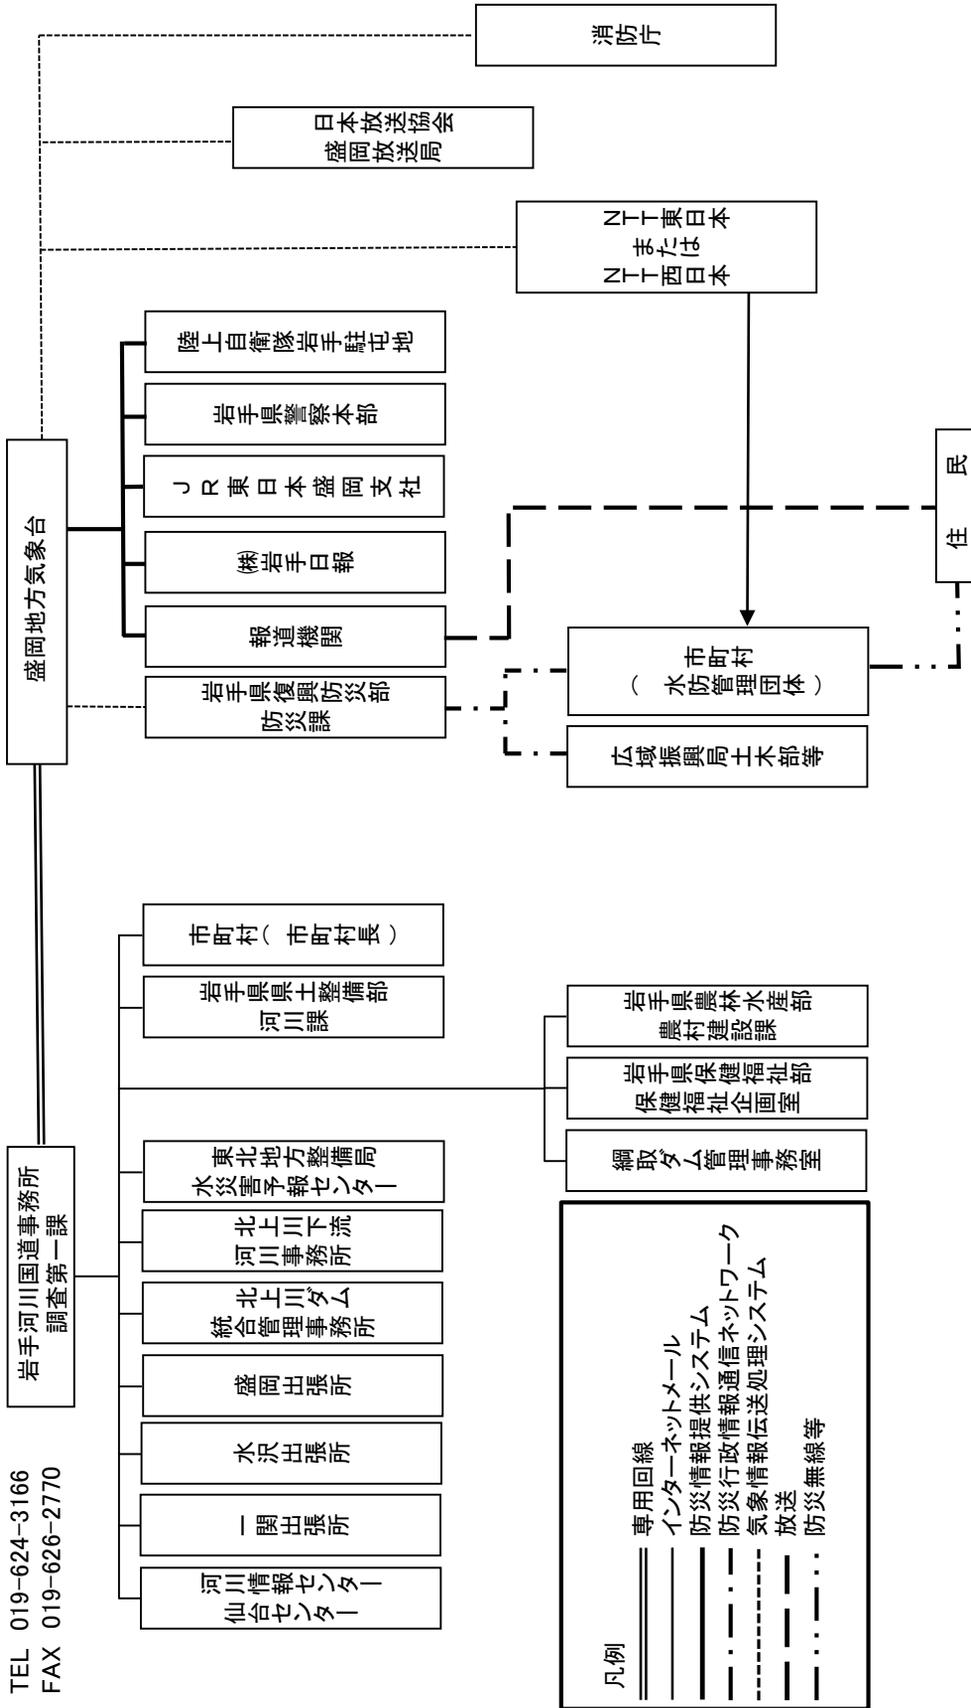 TEL 019-624-3166
FAX 019-626-2770
岩手河川国道事務所
調査第一課
盛岡地方気象台
河川情報センター
仙台センター
一関出張所
水沢出張所
盛岡出張所
北上川ダム
統合管理事務所
北上川下流
河川事務所
東北地方整備局
水災害予報センター
岩手県県土整備部
河川課
市町村（ 市町村長 ）
岩手県復興防災部
防災課
報道機関
㈱岩手日報
ＪＲ東日本盛岡支社
岩手県警察本部
陸上自衛隊岩手駐屯地
日本放送協会
盛岡放送局
消防庁
綱取ダム管理事務室
岩手県保健福祉部
保健福祉企画室
岩手県農林水産部
農村建設課
広域振興局土木部等
市町村
（ 水防管理団体 ）
ＮＴＴ東日本
または
ＮＴＴ西日本
住 民
凡例
専用回線
インターネットメール
防災情報提供システム
防災行政情報通信ネットワーク
気象情報伝送処理システム
放送
防災無線等